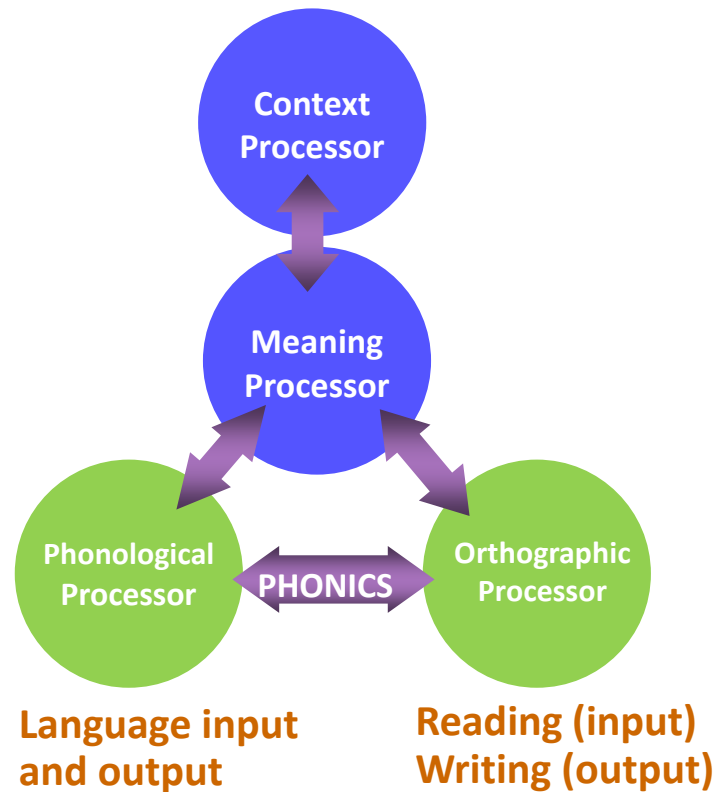 Context
Processor
Meaning
Processor
Phonological
Processor
PHONICS
Orthographic
Processor
Language input
and output
Reading (input)
Writing (output)